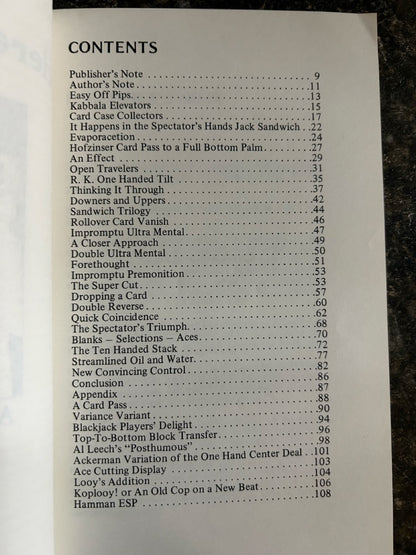 CONTENTS
Publisher's Note . . . . . . . . . . . . . . . . . . . . . . 9
Author's Note . . . . . . . . . . . . . . . . . . . . . . 11
Easy Off Pips. . . . . . . . . . . . . . . . . . . . . . 13
Kabbala Elevators . . . . . . . . . . . . . . . . . . . 15
Card Case Collectors . . . . . . . . . . . . . . . . . 17
It Happens in the Spectator's Hands Jack Sandwich . . 22
Evaporacetion . . . . . . . . . . . . . . . . . . . . . . 24
Hofzinser Card Pass to a Full Bottom Palm. . . . . . . 27
An Effect . . . . . . . . . . . . . . . . . . . . . . . . 29
Open Travelers . . . . . . . . . . . . . . . . . . . . . 31
R. K. One Handed Tilt . . . . . . . . . . . . . . . . . 35
Thinking It Through . . . . . . . . . . . . . . . . . . 37
Downers and Uppers. . . . . . . . . . . . . . . . . . 42
Sandwich Trilogy . . . . . . . . . . . . . . . . . . . . 44
Rollover Card Vanish . . . . . . . . . . . . . . . . . 46
Impromptu Ultra Mental. . . . . . . . . . . . . . . . 47
A Closer Approach . . . . . . . . . . . . . . . . . . . 49
Double Ultra Mental . . . . . . . . . . . . . . . . . . 50
Forethought . . . . . . . . . . . . . . . . . . . . . . . 51
Impromptu Premonition . . . . . . . . . . . . . . . . 53
The Super Cut . . . . . . . . . . . . . . . . . . . . . . 53
Dropping a Card . . . . . . . . . . . . . . . . . . . . 57
Double Reverse . . . . . . . . . . . . . . . . . . . . . 60
Quick Coincidence . . . . . . . . . . . . . . . . . . . 62
The Spectator's Triumph. . . . . . . . . . . . . . . . 68
Blanks – Selections – Aces. . . . . . . . . . . . . . . 70
The Ten Handed Stack . . . . . . . . . . . . . . . . . 72
Streamlined Oil and Water. . . . . . . . . . . . . . . 77
New Convincing Control . . . . . . . . . . . . . . . . 82
Conclusion . . . . . . . . . . . . . . . . . . . . . . . . 86
Appendix . . . . . . . . . . . . . . . . . . . . . . . . . 87
A Card Pass . . . . . . . . . . . . . . . . . . . . . . . 88
Variance Variant . . . . . . . . . . . . . . . . . . . . 90
Blackjack Players' Delight . . . . . . . . . . . . . . . 94
Top-To-Bottom Block Transfer. . . . . . . . . . . . . 96
Al Leech's "Posthumous" . . . . . . . . . . . . . . . . 98
Ackerman Variation of the One Hand Center Deal . . 101
Ace Cutting Display . . . . . . . . . . . . . . . . . . 103
Looy's Addition . . . . . . . . . . . . . . . . . . . . 104
Koplooy! or An Old Cop on a New Beat. . . . . . . . 106
Hamman ESP . . . . . . . . . . . . . . . . . . . . . . 108